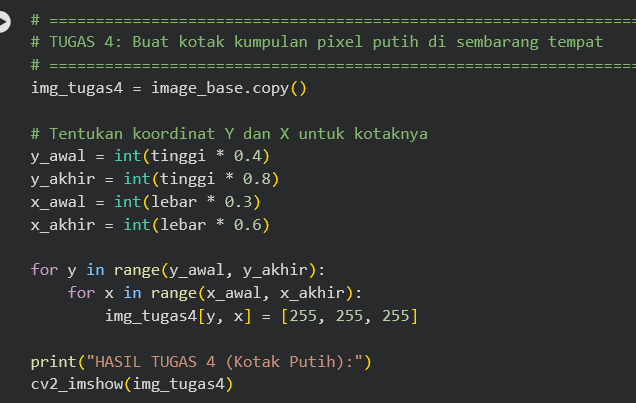 # ================================================================
# TUGAS 4: Buat kotak kumpulan pixel putih di sembarang tempat
# ================================================================
img_tugas4 = image_base.copy()
# Tentukan koordinat Y dan X untuk kotaknya
y_awal = int(tinggi * 0.4)
y_akhir = int(tinggi * 0.8)
x_awal = int(lebar * 0.3)
x_akhir = int(lebar * 0.6)
for y in range(y_awal, y_akhir):
    for x in range(x_awal, x_akhir):
        img_tugas4[y, x] = [255, 255, 255]
print("HASIL TUGAS 4 (Kotak Putih):")
cv2_imshow(img_tugas4)